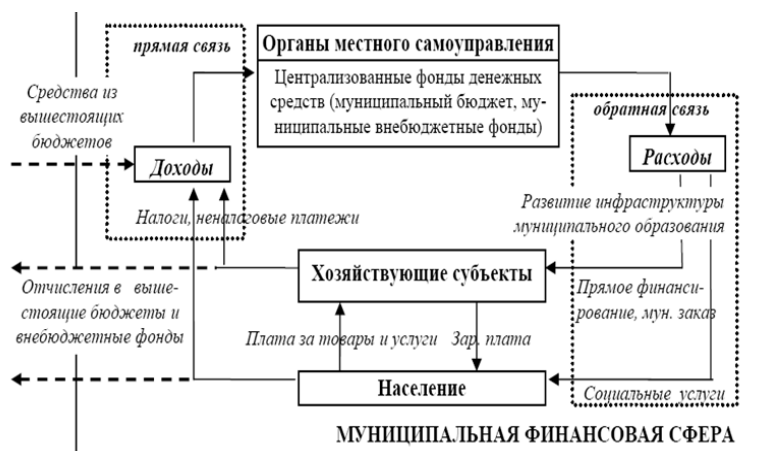 прямая связь
Органы местного самоуправления
Централизованные фонды денежных
средств (муниципальный бюджет, му-
ниципальные внебюджетные фонды)
Средства из
вышестоящих
бюджетов
обратная связь
Доходы
Расходы
Налоги, неналоговые платежи
Развитие инфраструктуры
муниципального образования
Хозяйствующие субъекты
Отчисления в выше-
стоящие бюджеты и
внебюджетные фонды
Прямое финанси-
рование, мун. заказ
Плата за товары и услуги
Зар. плата
Население
Социальные услуги
МУНИЦИПАЛЬНАЯ ФИНАНСОВАЯ СФЕРА